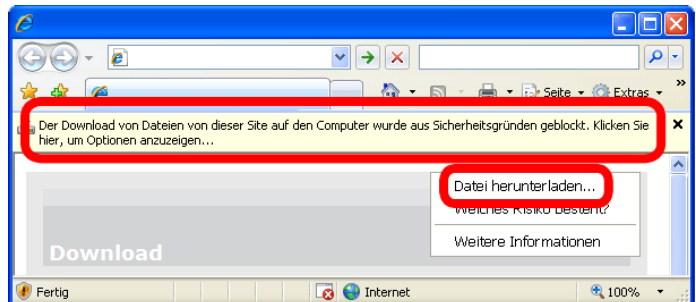 Seite
Extras
»
Der Download von Dateien von dieser Site auf den Computer wurde aus Sicherheitsgründen geblockt. Klicken Sie
hier, um Optionen anzuzeigen...
Datei herunterladen...
Welches Risiko besteht?
Weitere Informationen
Download
Fertig
Internet
100%